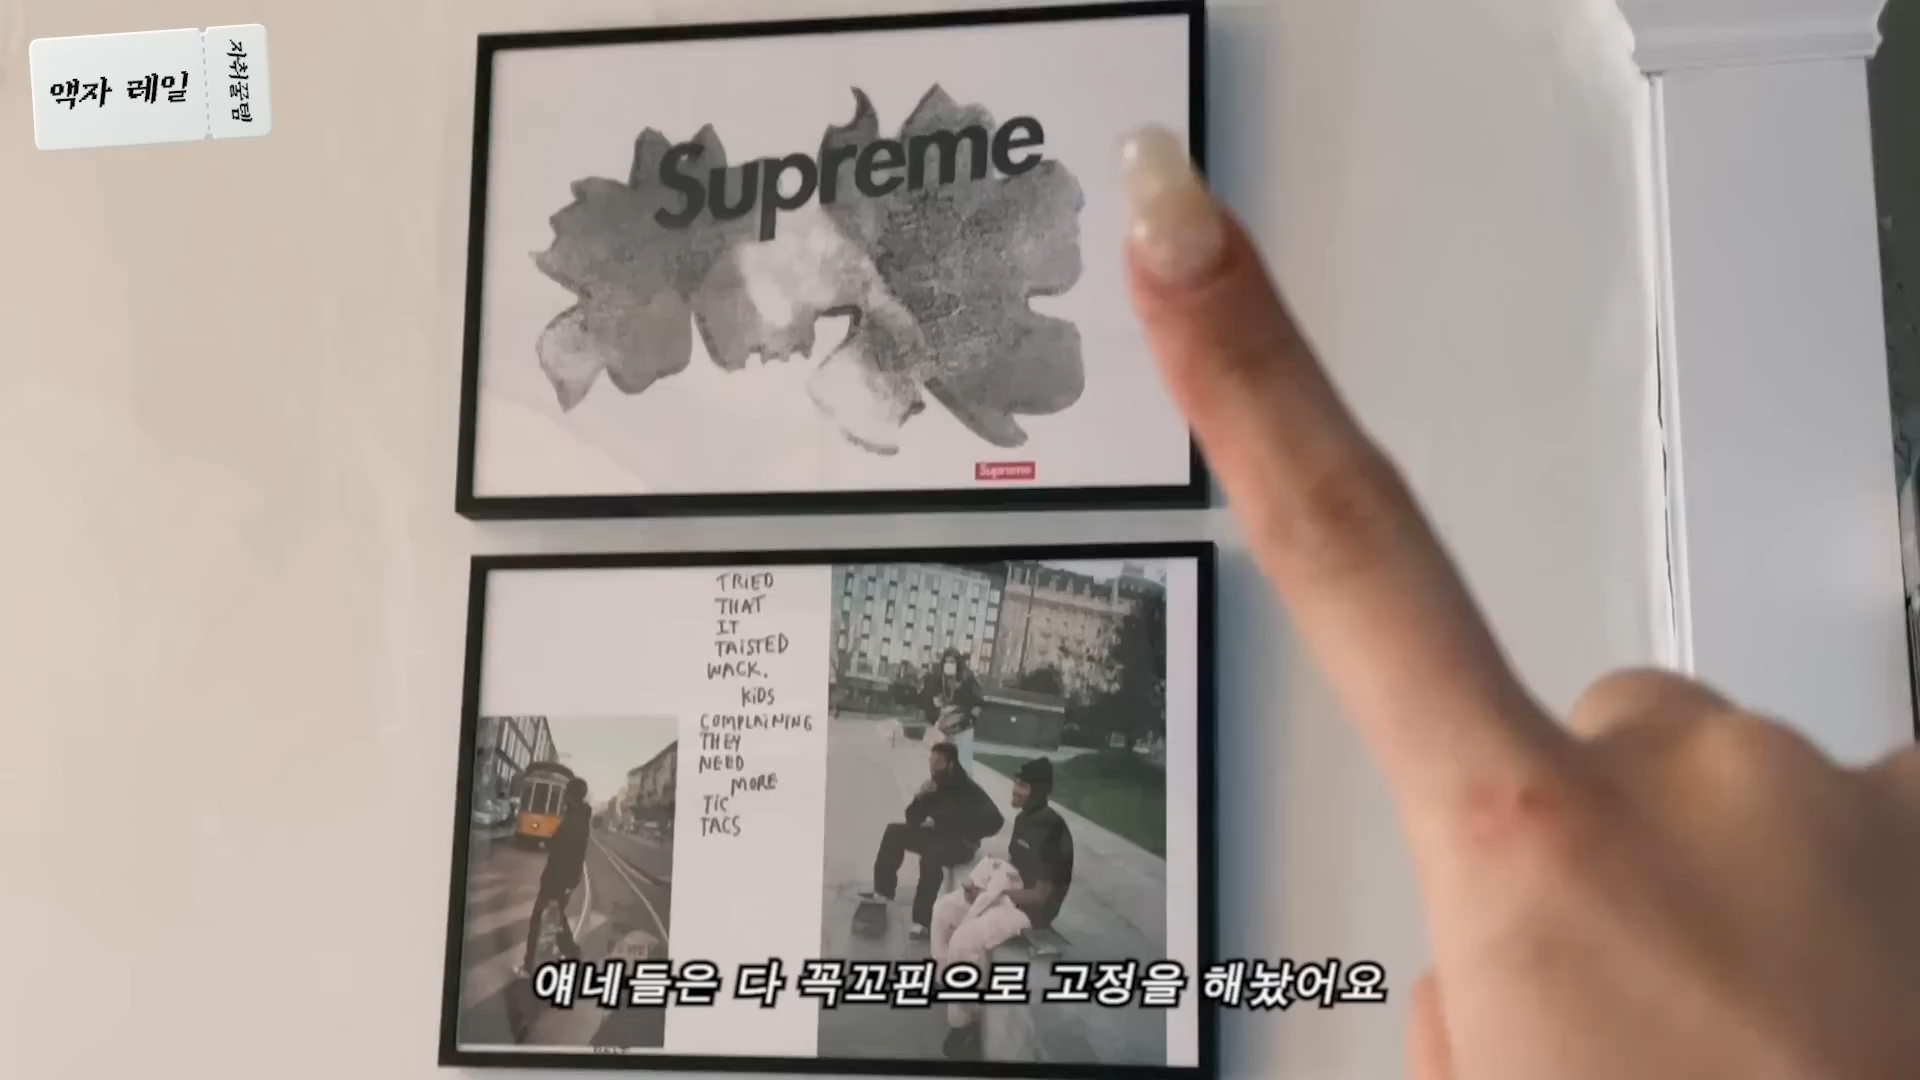 액자 레일
자취꿀템
Supreme
Supreme
TRIED
THAT
IT
TAISTED
WACK.
KIDS
COMPLAINING
THEY
NEED
MORE
TIC
TACS
얘네들은 다 꼭꼬핀으로 고정을 해놨어요